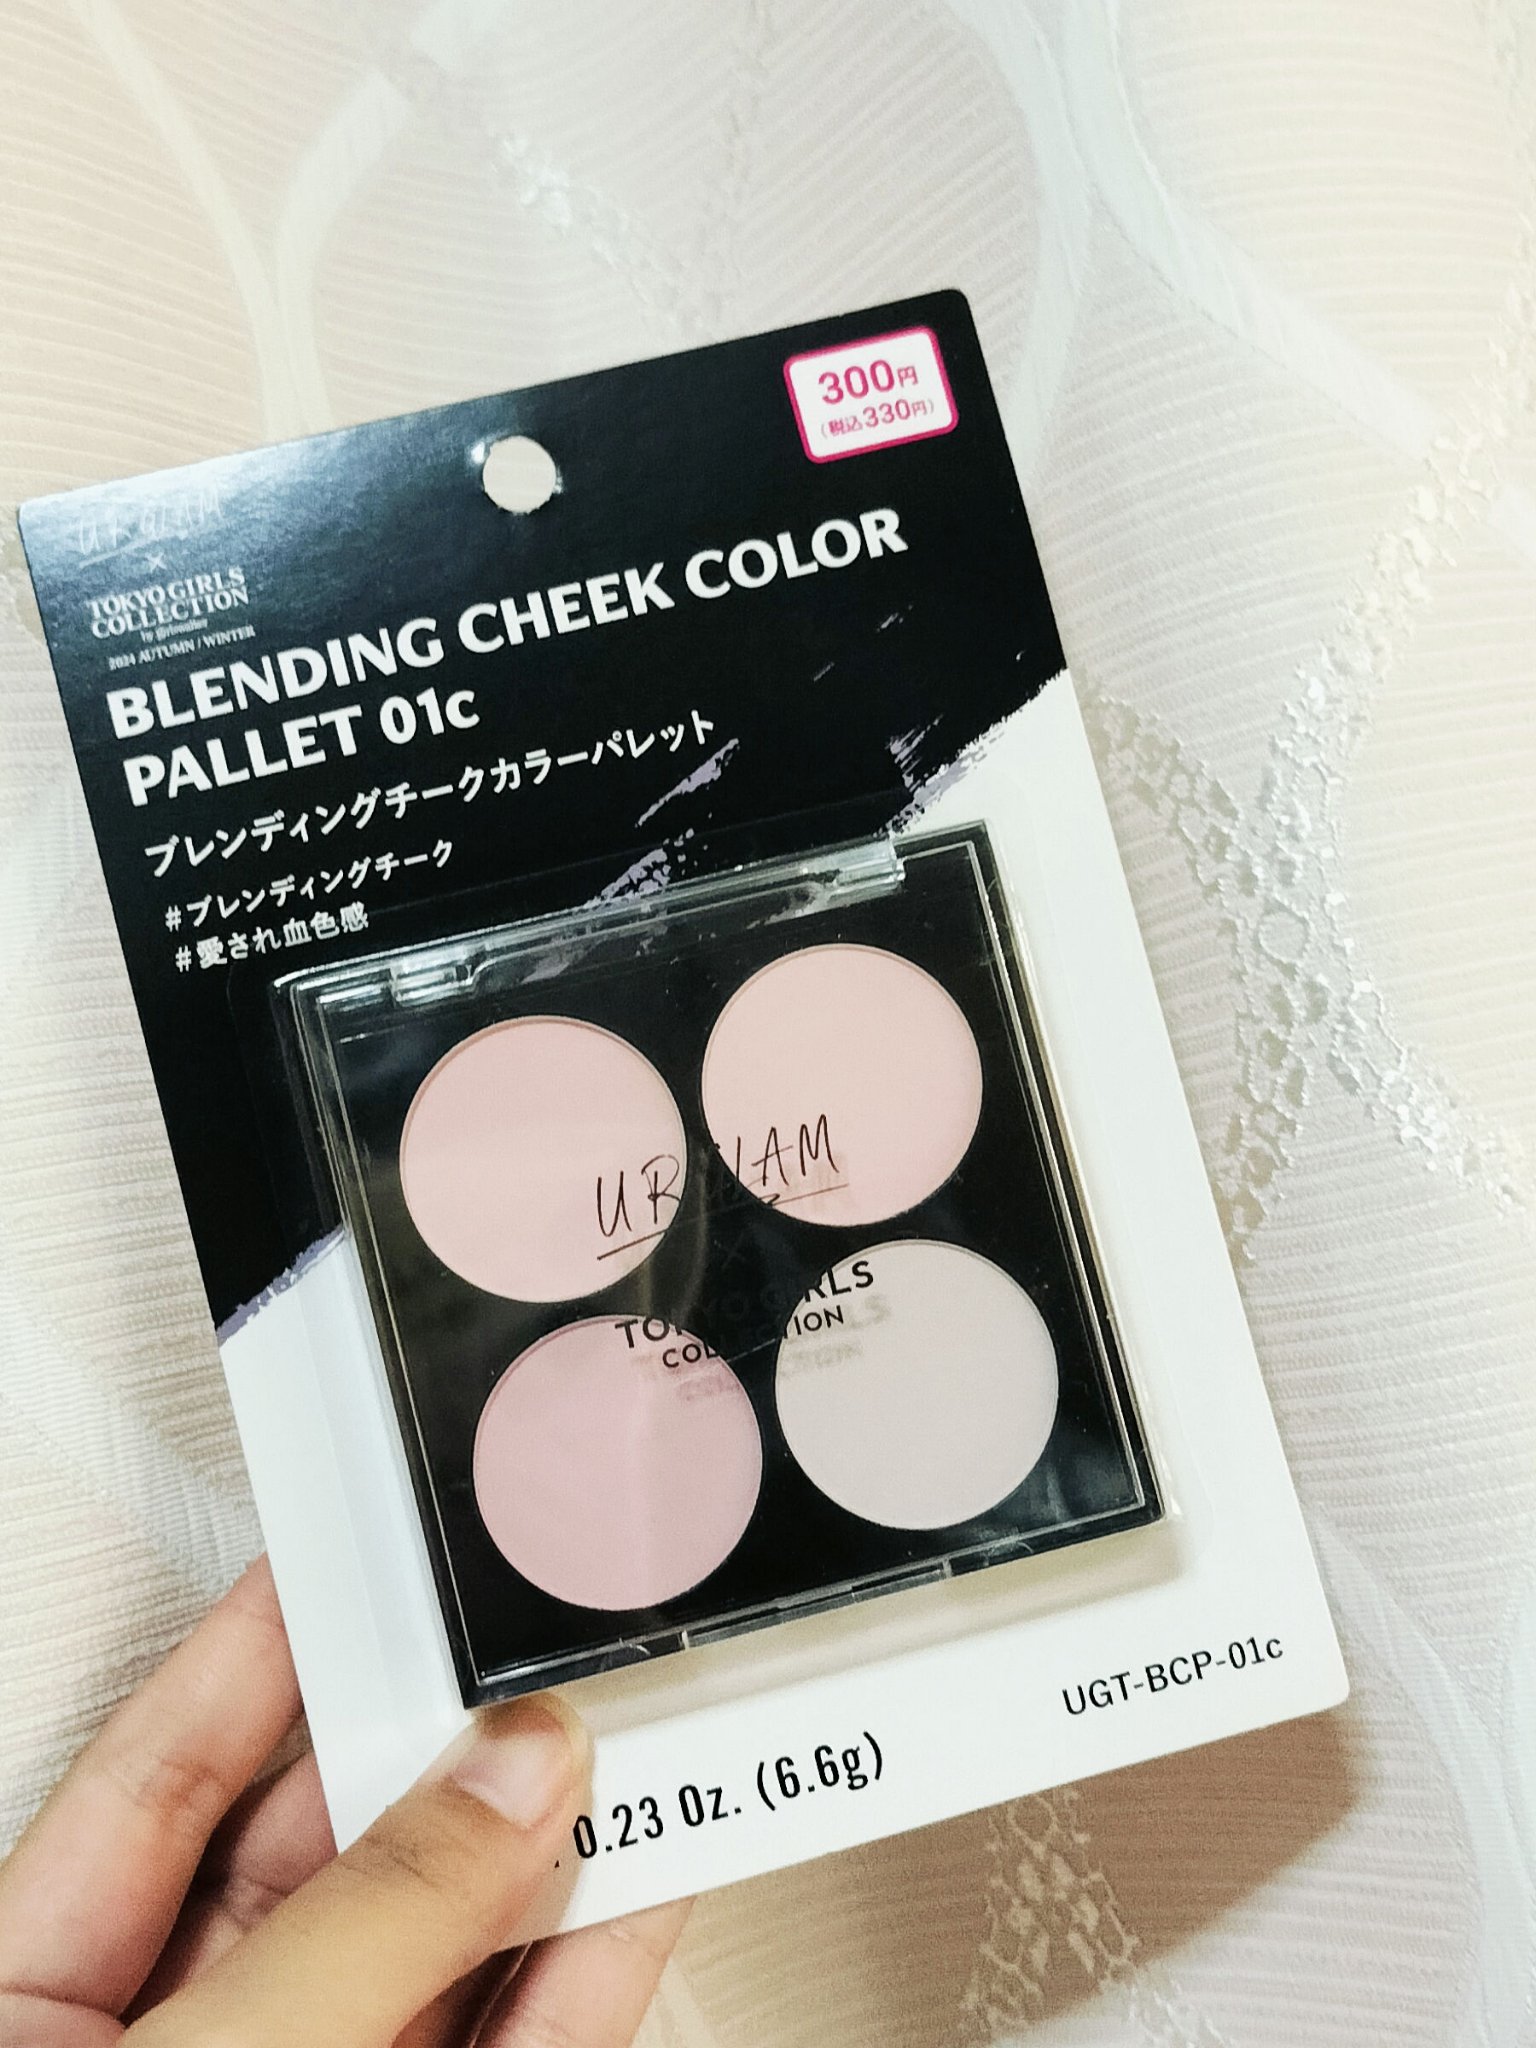 300円
(税込330円)
UR GLAM
×
TOKYO GIRLS
COLLECTION
by girlswalker
2024 AUTUMN / WINTER
BLENDING CHEEK COLOR
PALLET 01c
ブレンディングチークカラーパレット
#ブレンディングチーク
#愛され血色感
UR GLAM
×
TOKYO GIRLS
COLLECTION
UGT-BCP-01c
0.23 Oz. (6.6g)